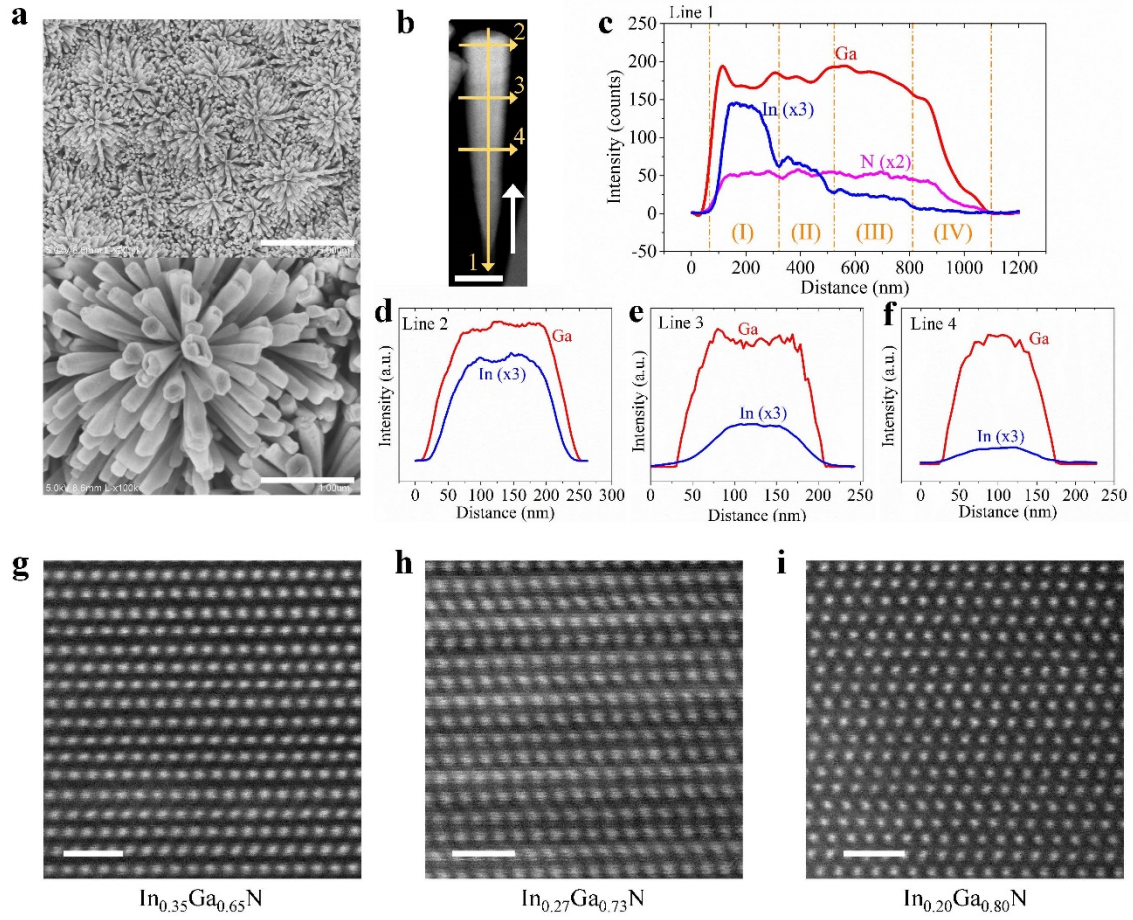 a
5.0kV 8.6mm L-x100k
1.00um
b
2
3
4
1
c
Line 1
Ga
In (x3)
N (x2)
(I)
(II)
(III)
(IV)
Intensity (counts)
250
200
150
100
50
0
-50
0 200 400 600 800 1000 1200
Distance (nm)
d
Line 2
Ga
In (x3)
Intensity (a.u.)
0 50 100 150 200 250 300
Distance (nm)
e
Line 3
Ga
In (x3)
Intensity (a.u.)
0 50 100 150 200 250
Distance (nm)
f
Line 4
Ga
In (x3)
Intensity (a.u.)
0 50 100 150 200 250
Distance (nm)
g
h
i
In0.35Ga0.65N
In0.27Ga0.73N
In0.20Ga0.80N